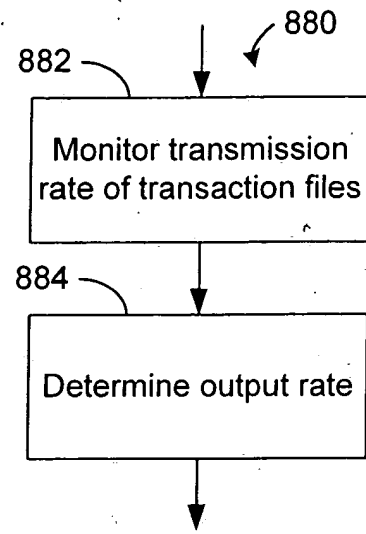 880
882
Monitor transmission
rate of transaction files
884
Determine output rate